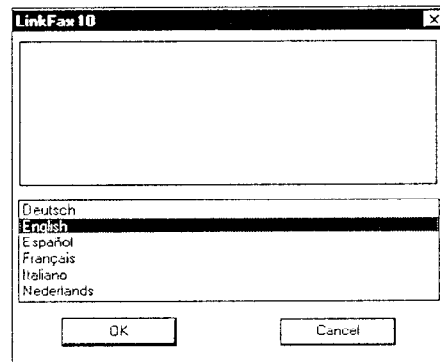 LinkFax 10
Deutsch
English
Español
Français
Italiano
Nederlands
OK
Cancel